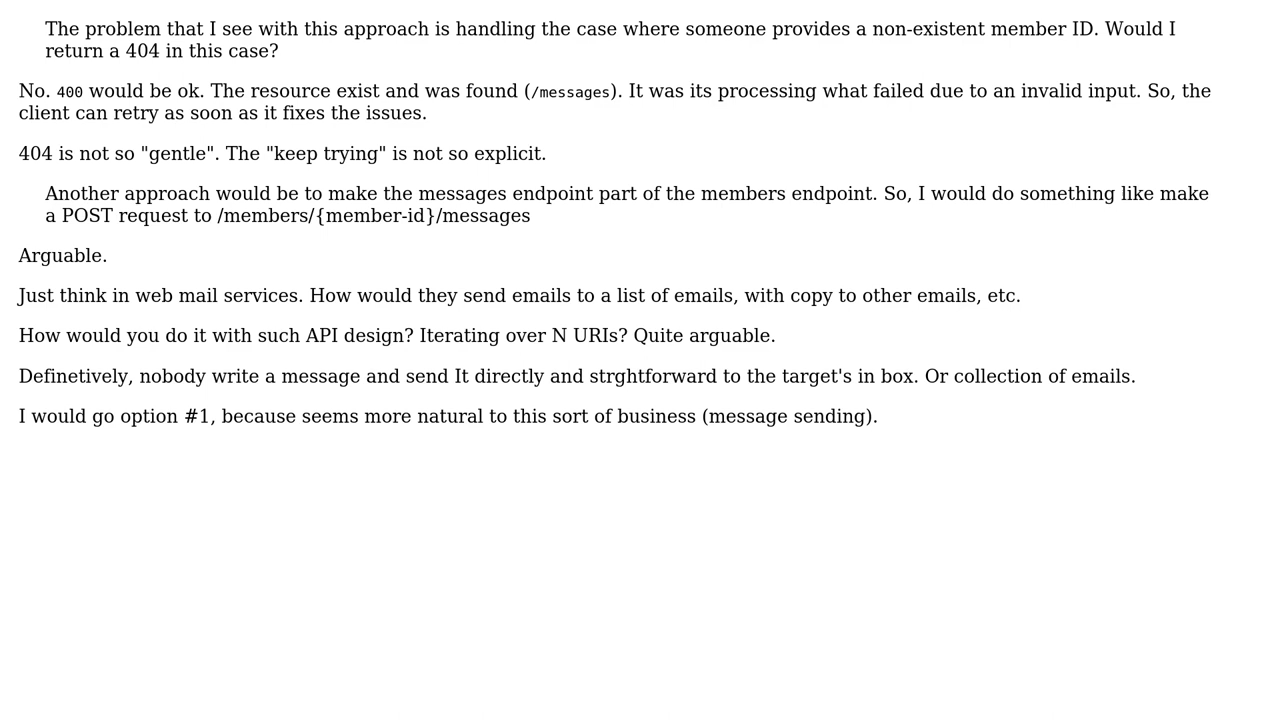 The problem that I see with this approach is handling the case where someone provides a non-existent member ID. Would I
return a 404 in this case?
No. 400 would be ok. The resource exist and was found (/messages). It was its processing what failed due to an invalid input. So, the
client can retry as soon as it fixes the issues.
404 is not so "gentle". The "keep trying" is not so explicit.
Another approach would be to make the messages endpoint part of the members endpoint. So, I would do something like make
a POST request to /members/{member-id}/messages
Arguable.
Just think in web mail services. How would they send emails to a list of emails, with copy to other emails, etc.
How would you do it with such API design? Iterating over N URIs? Quite arguable.
Definetively, nobody write a message and send It directly and strghtforward to the target's in box. Or collection of emails.
I would go option #1, because seems more natural to this sort of business (message sending).